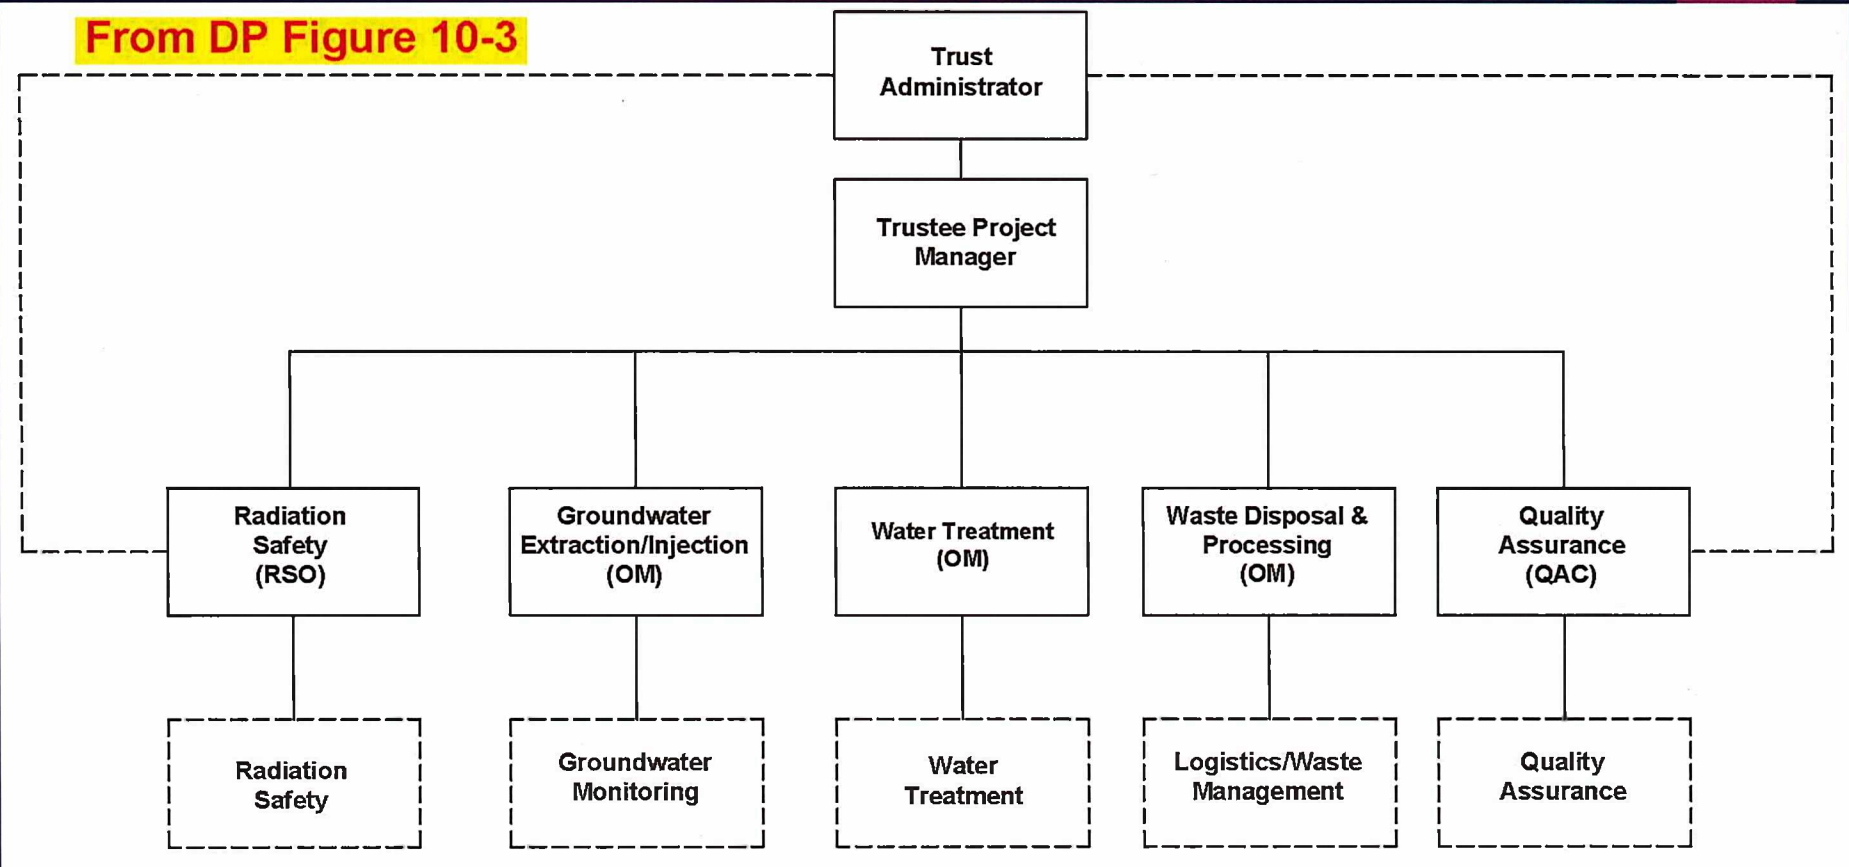 From DP Figure 10-3
Trust
Administrator
Trustee Project
Manager
Radiation
Safety
(RSO)
Groundwater
Extraction/Injection
(OM)
Water Treatment
(OM)
Waste Disposal &
Processing
(OM)
Quality
Assurance
(QAC)
Radiation
Safety
Groundwater
Monitoring
Water
Treatment
Logistics/Waste
Management
Quality
Assurance